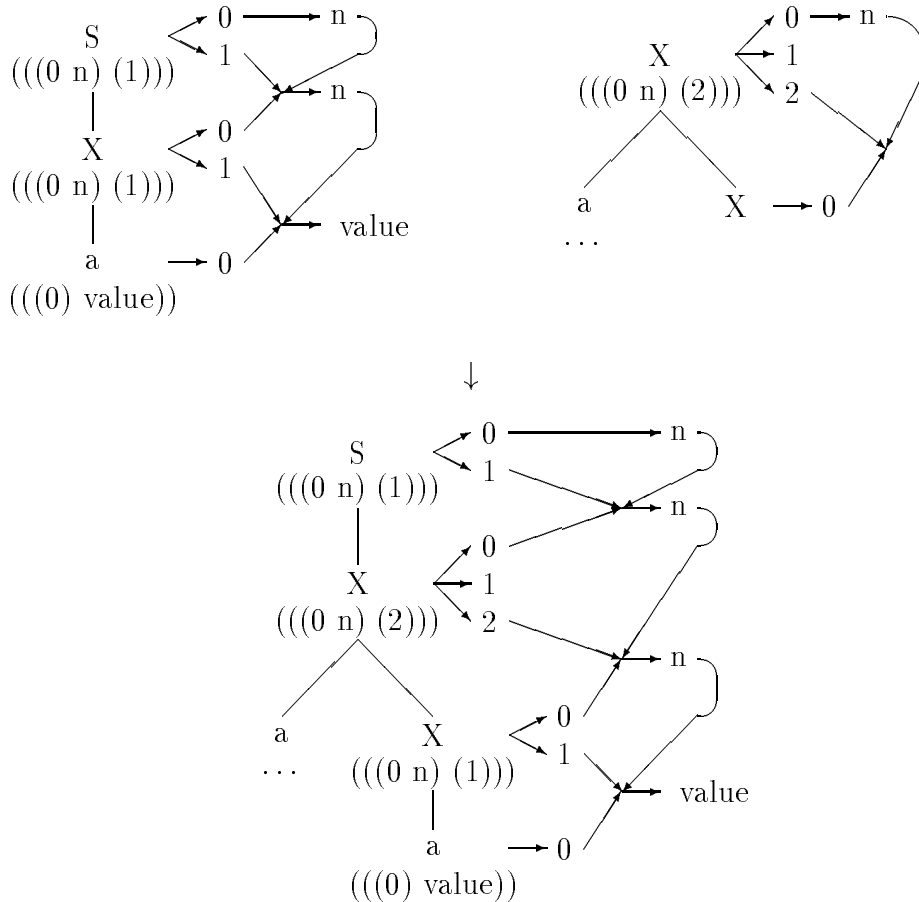 0 n
S
(((0 n) (1)))
1
n
0
X
(((0 n) (1)))
1
value
a
0
(((0) value))
0 n
X
1
(((0 n) (2)))
2
a
X 0
...
↓
0 n
S
1
(((0 n) (1)))
n
0
X 1
(((0 n) (2)))
2
n
0
a X
1
... (((0 n) (1)))
value
a 0
(((0) value))